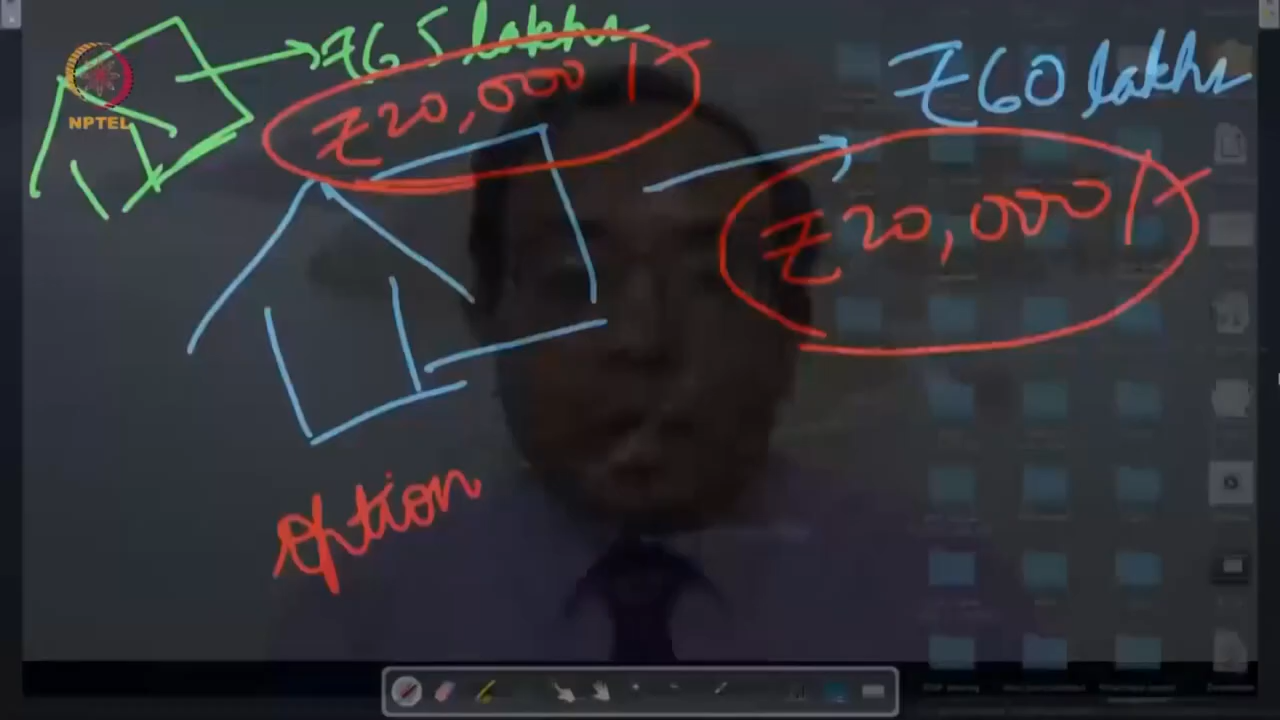 NPTEL
₹65 lakhs
₹20,000/-
₹60 lakhs
₹20,000/-
option